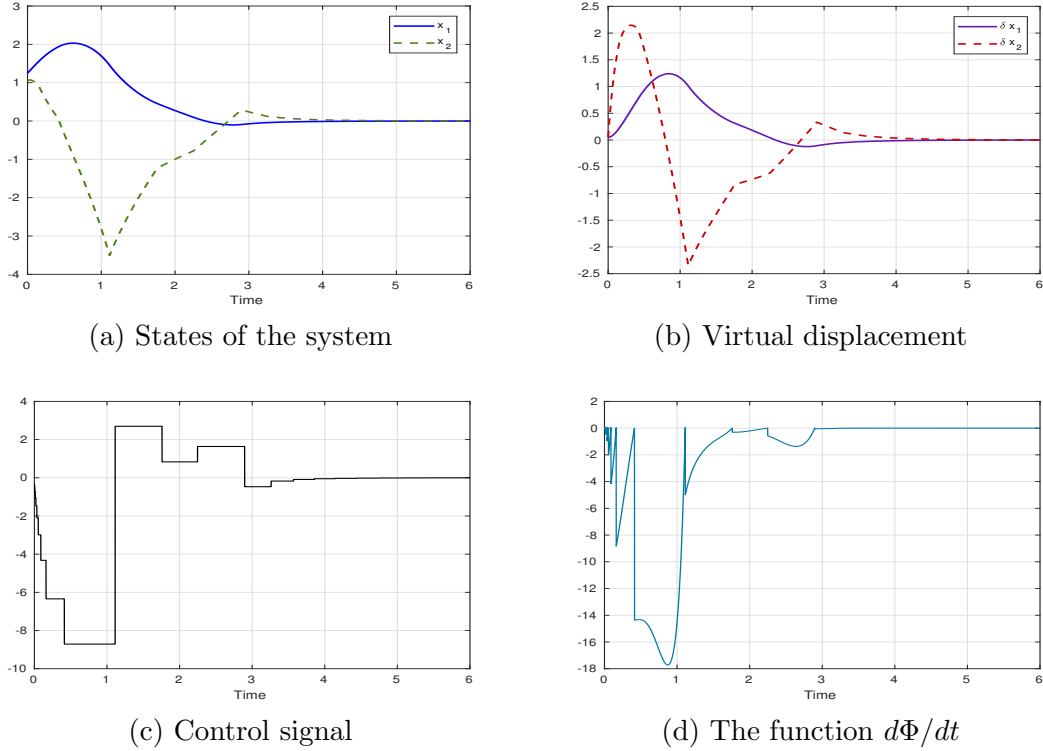 3
x1
x2
2
1
0
-1
-2
-3
-4
0 1 2 3 4 5 6
Time
(a) States of the system
2.5
δ x1
δ x2
2
1.5
1
0.5
0
-0.5
-1
-1.5
-2
-2.5
0 1 2 3 4 5 6
Time
(b) Virtual displacement
4
2
0
-2
-4
-6
-8
-10
0 1 2 3 4 5 6
Time
(c) Control signal
2
0
-2
-4
-6
-8
-10
-12
-14
-16
-18
0 1 2 3 4 5 6
Time
(d) The function dΦ/dt